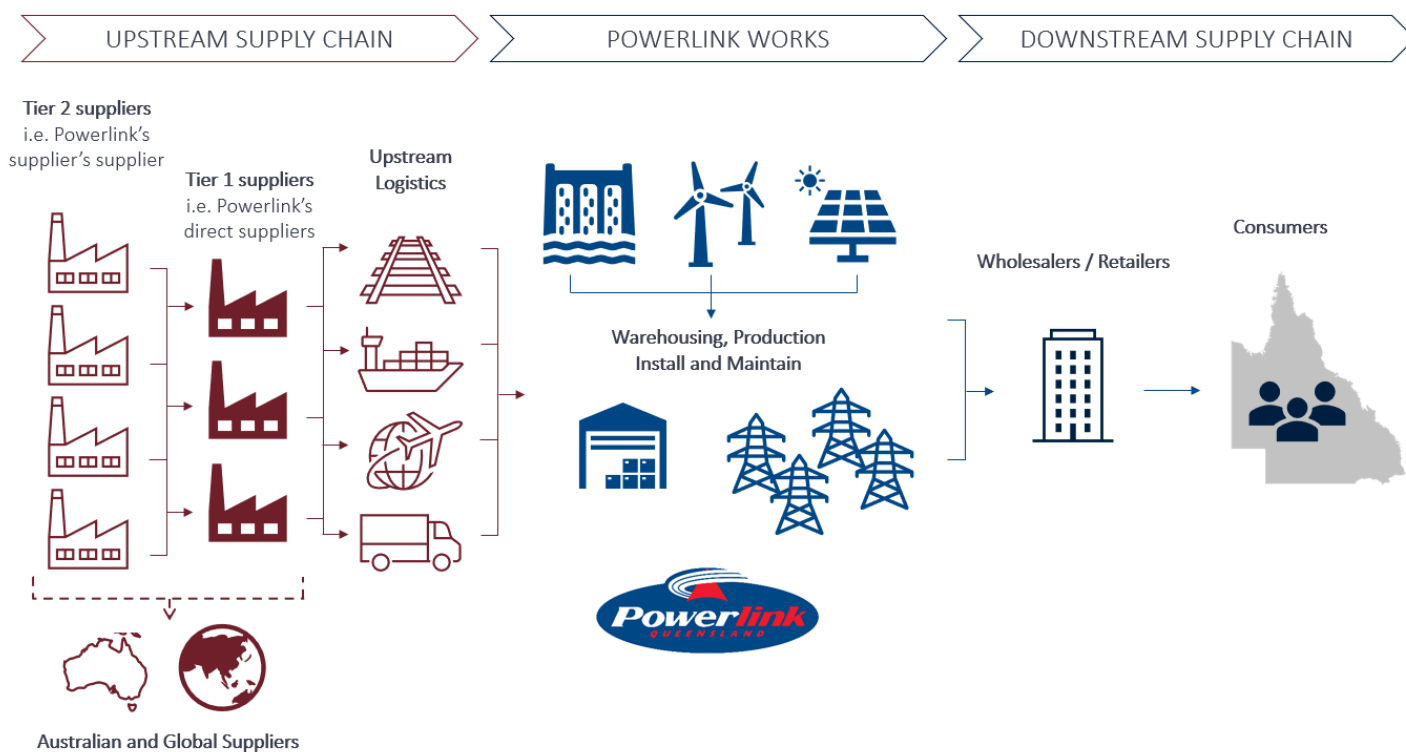 UPSTREAM SUPPLY CHAIN
POWERLINK WORKS
DOWNSTREAM SUPPLY CHAIN
Tier 2 suppliers
i.e. Powerlink's
supplier's supplier
Tier 1 suppliers
i.e. Powerlink's
direct suppliers
Upstream
Logistics
Warehousing, Production
Install and Maintain
Wholesalers / Retailers
Consumers
Powerlink
QUEENSLAND
Australian and Global Suppliers